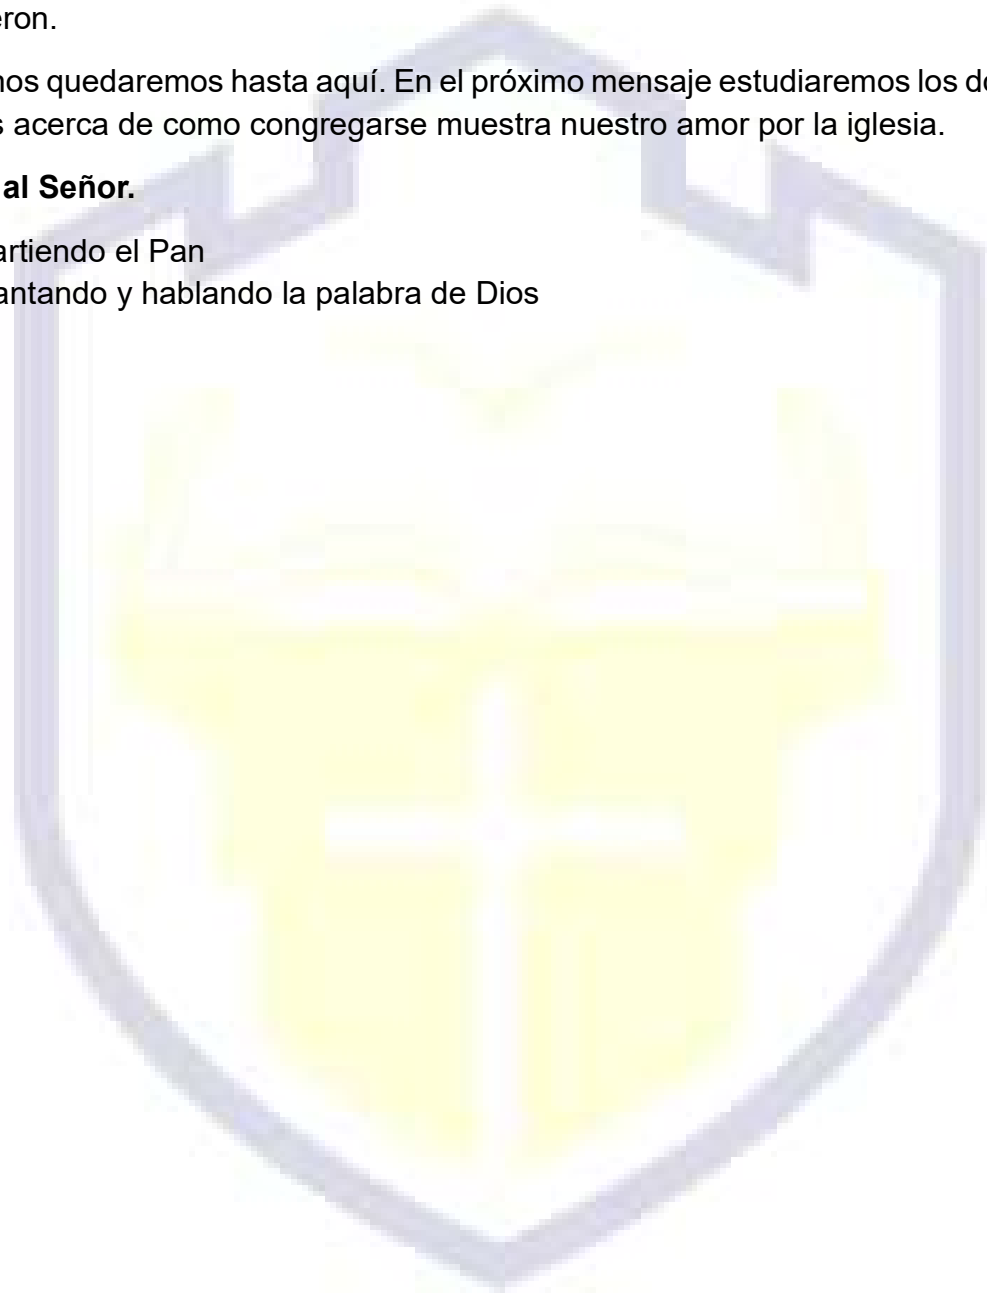 eron.
nos quedaremos hasta aquí. En el próximo mensaje estudiaremos los do
s acerca de como congregarse muestra nuestro amor por la iglesia.
al Señor.
artiendo el Pan
antando y hablando la palabra de Dios